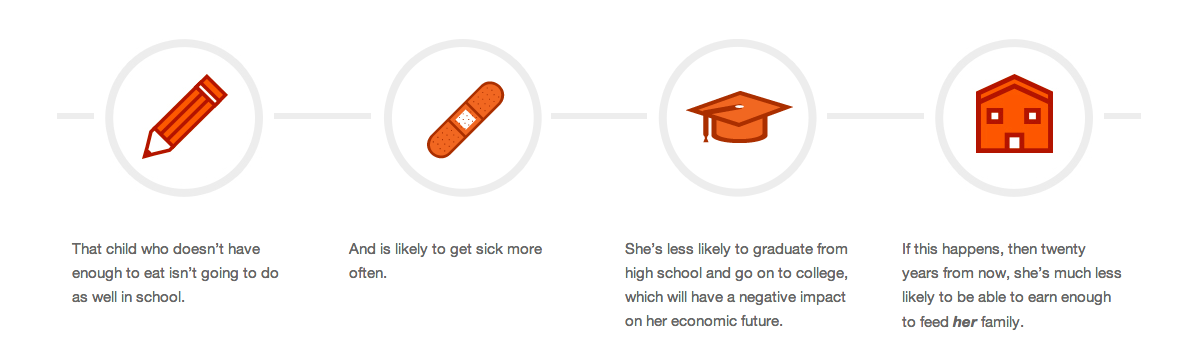 That child who doesn’t have
enough to eat isn’t going to do
as well in school.
And is likely to get sick more
often.
She’s less likely to graduate from
high school and go on to college,
which will have a negative impact
on her economic future.
If this happens, then twenty
years from now, she’s much less
likely to be able to earn enough
to feed her family.